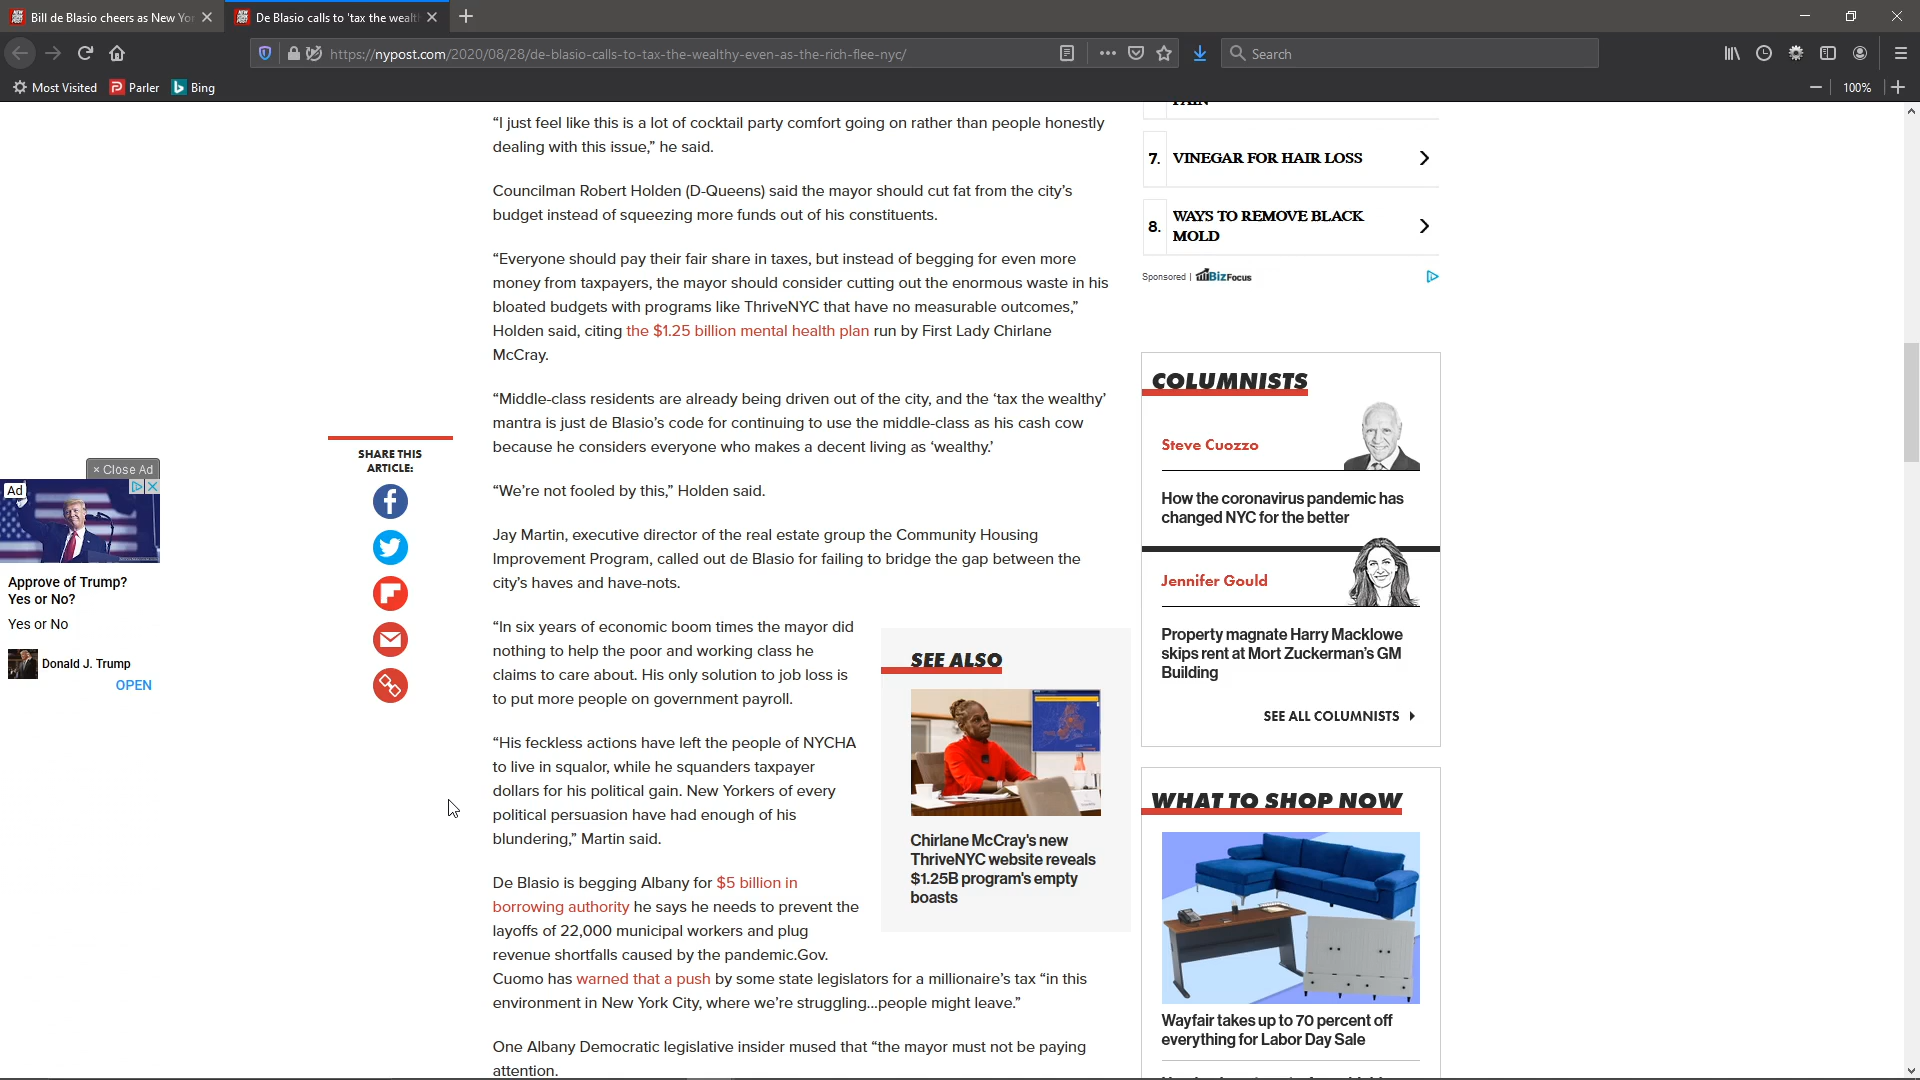 Bill de Blasio cheers as New Yor
De Blasio calls to 'tax the wealt
https://nypost.com/2020/08/28/de-blasio-calls-to-tax-the-wealthy-even-as-the-rich-flee-nyc/
Search
Most Visited
Parler
Bing
100%
“I just feel like this is a lot of cocktail party comfort going on rather than people honestly
dealing with this issue,” he said.
Councilman Robert Holden (D-Queens) said the mayor should cut fat from the city’s
budget instead of squeezing more funds out of his constituents.
“Everyone should pay their fair share in taxes, but instead of begging for even more
money from taxpayers, the mayor should consider cutting out the enormous waste in his
bloated budgets with programs like ThriveNYC that have no measurable outcomes,”
Holden said, citing the $1.25 billion mental health plan run by First Lady Chirlane
McCray.
“Middle-class residents are already being driven out of the city, and the ‘tax the wealthy’
mantra is just de Blasio’s code for continuing to use the middle-class as his cash cow
because he considers everyone who makes a decent living as ‘wealthy.’
“We’re not fooled by this,” Holden said.
Jay Martin, executive director of the real estate group the Community Housing
Improvement Program, called out de Blasio for failing to bridge the gap between the
city’s haves and have-nots.
“In six years of economic boom times the mayor did
nothing to help the poor and working class he
claims to care about. His only solution to job loss is
to put more people on government payroll.
“His feckless actions have left the people of NYCHA
to live in squalor, while he squanders taxpayer
dollars for his political gain. New Yorkers of every
political persuasion have had enough of his
blundering,” Martin said.
De Blasio is begging Albany for $5 billion in
borrowing authority he says he needs to prevent the
layoffs of 22,000 municipal workers and plug
revenue shortfalls caused by the pandemic.Gov.
Cuomo has warned that a push by some state legislators for a millionaire’s tax “in this
environment in New York City, where we’re struggling…people might leave.”
One Albany Democratic legislative insider mused that “the mayor must not be paying
attention.
SHARE THIS
ARTICLE:
× Close Ad
Ad
Approve of Trump?
Yes or No?
Yes or No
Donald J. Trump
OPEN
SEE ALSO
Chirlane McCray's new
ThriveNYC website reveals
$1.25B program's empty
boasts
PAIN
7. VINEGAR FOR HAIR LOSS
8. WAYS TO REMOVE BLACK
MOLD
Sponsored | BIZFOCUS
COLUMNISTS
Steve Cuozzo
How the coronavirus pandemic has
changed NYC for the better
Jennifer Gould
Property magnate Harry Macklowe
skips rent at Mort Zuckerman’s GM
Building
SEE ALL COLUMNISTS
WHAT TO SHOP NOW
Wayfair takes up to 70 percent off
everything for Labor Day Sale